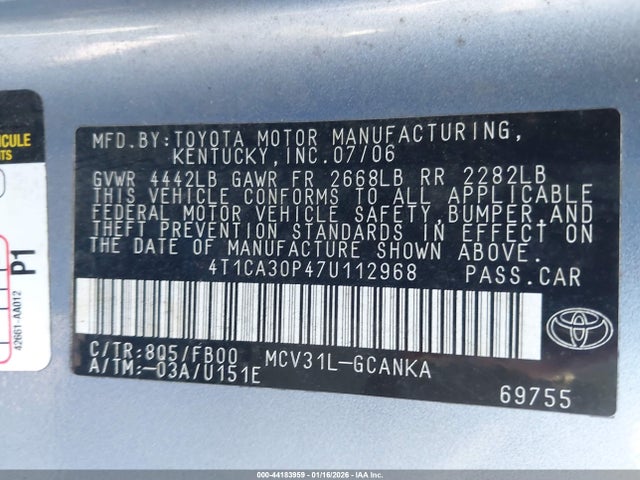 MFD.BY:TOYOTA MOTOR MANUFACTURING,
KENTUCKY,INC.07/06
GVWR 4442LB GAWR FR 2668LB RR 2282LB
THIS VEHICLE CONFORMS TO ALL APPLICABLE
FEDERAL MOTOR VEHICLE SAFETY,BUMPER,AND
THEFT PREVENTION STANDARDS IN EFFECT ON
THE DATE OF MANUFACTURE SHOWN ABOVE.
4T1CA30P47U112968 PASS.CAR
C/TR:8Q5/FB00 MCV31L-GCANKA
A/TM:-03A/U151E
69755
P1
42661-AA012
000-44183959 | 01/16/2026 | IAA Inc.